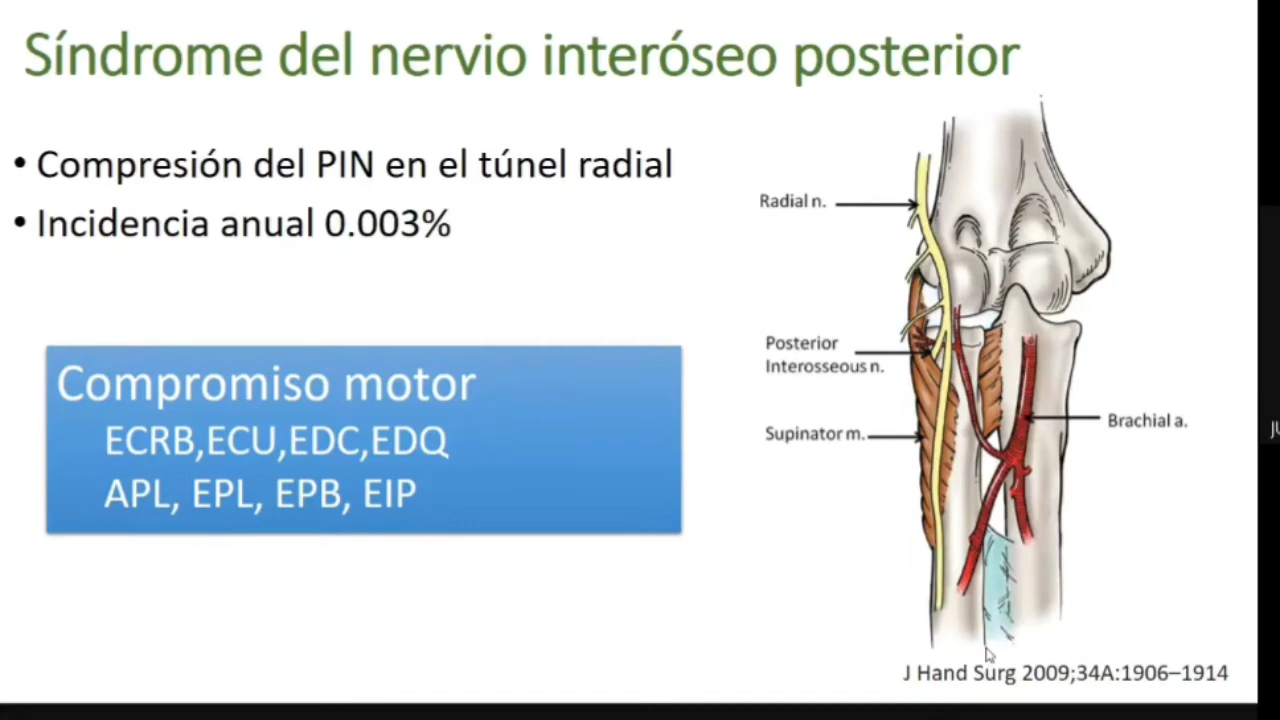 Síndrome del nervio interóseo posterior
• Compresión del PIN en el túnel radial
• Incidencia anual 0.003%
Compromiso motor
ECRB,ECU,EDC,EDQ
APL, EPL, EPB, EIP
Radial n.
Posterior
Interosseous n.
Supinator m.
Brachial a.
J Hand Surg 2009;34A:1906–1914